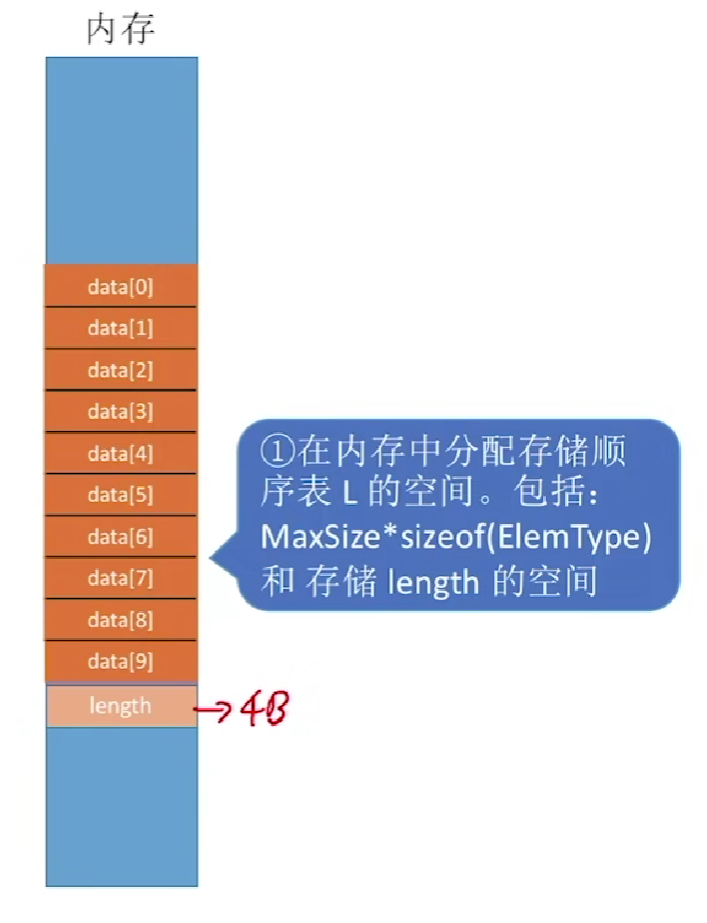 内存
data[0]
data[1]
data[2]
data[3]
data[4]
data[5]
data[6]
data[7]
data[8]
data[9]
length
→4B
①在内存中分配存储顺
序表 L 的空间。包括：
MaxSize*sizeof(ElemType)
和 存储 length 的空间